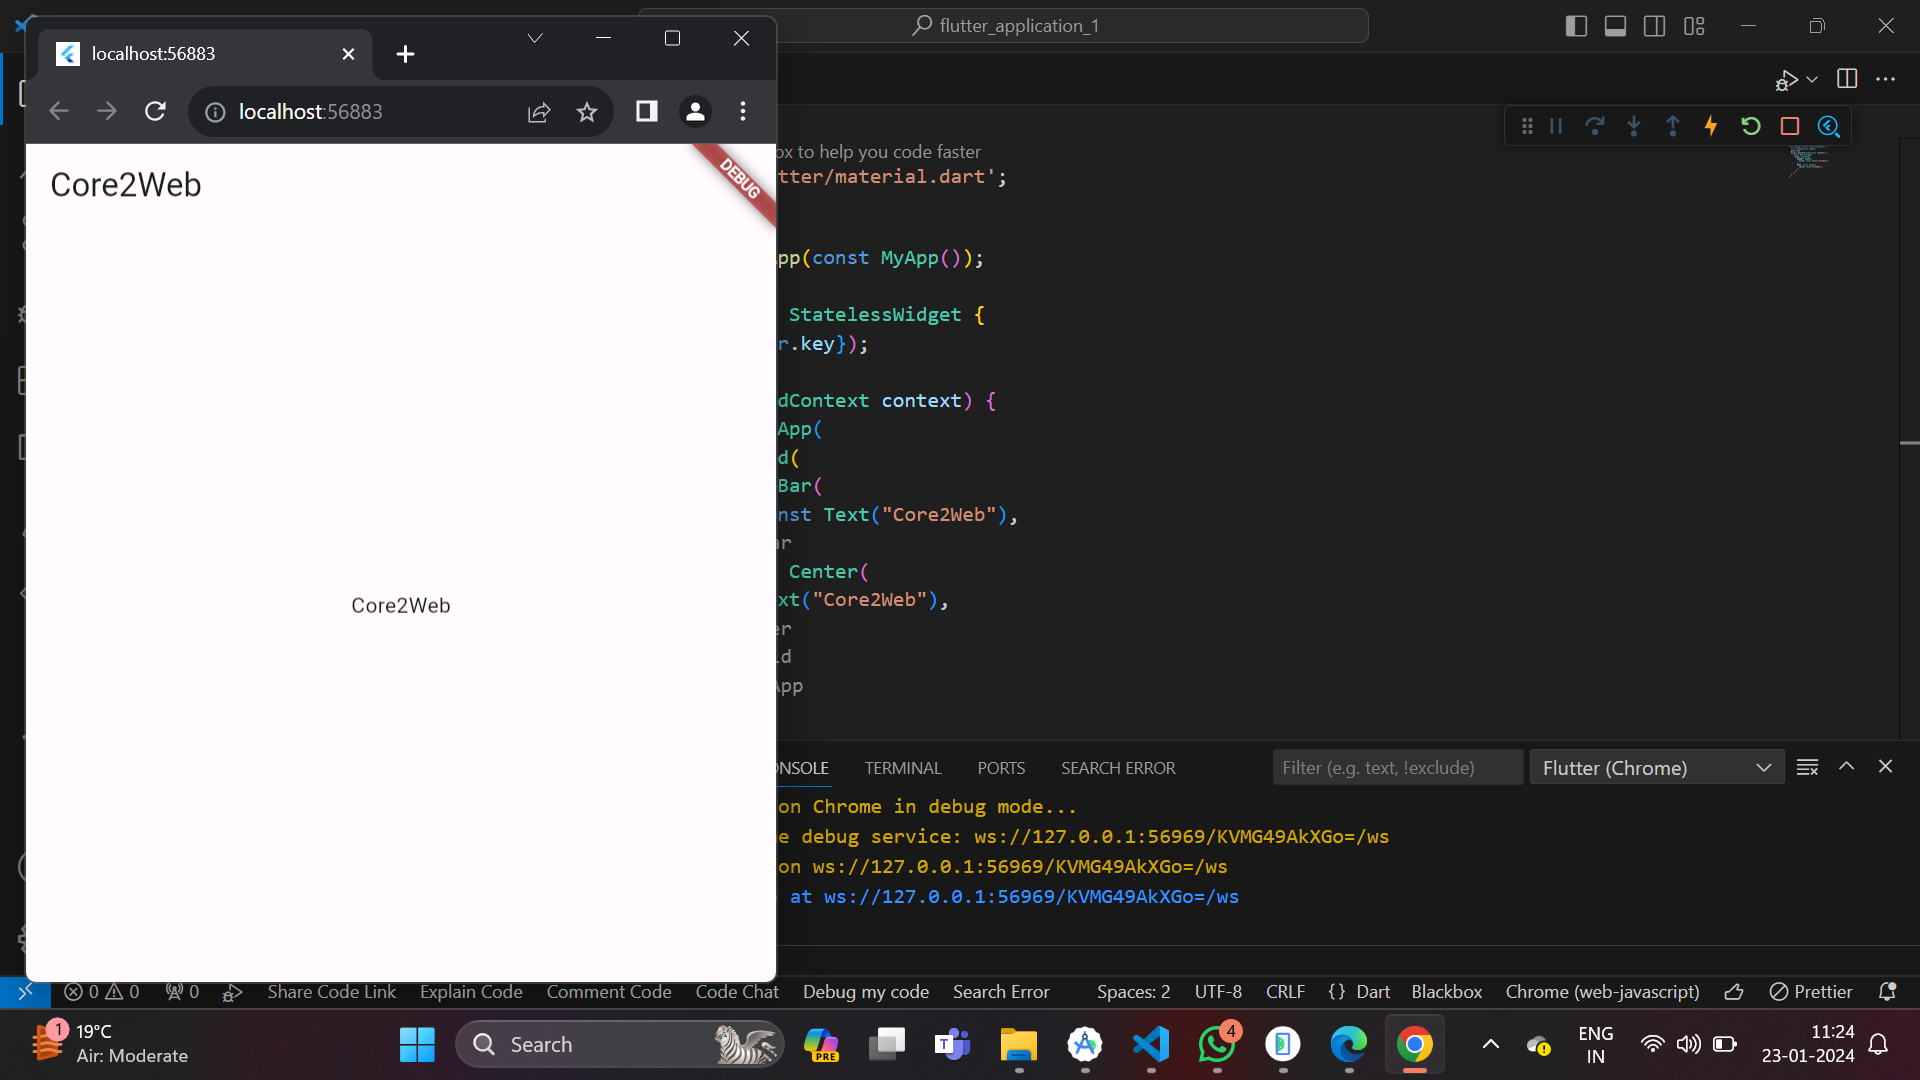 flutter_application_1
localhost:56883
localhost:56883
Core2Web
DEBUG
Core2Web
ox to help you code faster
tter/material.dart';
pp(const MyApp());
StatelessWidget {
r.key});
dContext context) {
App(
d(
Bar(
nst Text("Core2Web"),
ar
Center(
xt("Core2Web"),
er
ld
App
ONSOLE
TERMINAL
PORTS
SEARCH ERROR
Filter (e.g. text, !exclude)
Flutter (Chrome)
on Chrome in debug mode...
e debug service: ws://127.0.0.1:56969/KVMG49AkXGo=/ws
on ws://127.0.0.1:56969/KVMG49AkXGo=/ws
at ws://127.0.0.1:56969/KVMG49AkXGo=/ws
0 0 0 Share Code Link Explain Code Comment Code Code Chat Debug my code Search Error Spaces: 2 UTF-8 CRLF {} Dart Blackbox Chrome (web-javascript) Prettier
1
19°C
Air: Moderate
Search
PRE
T
4
ENG
IN
11:24
23-01-2024